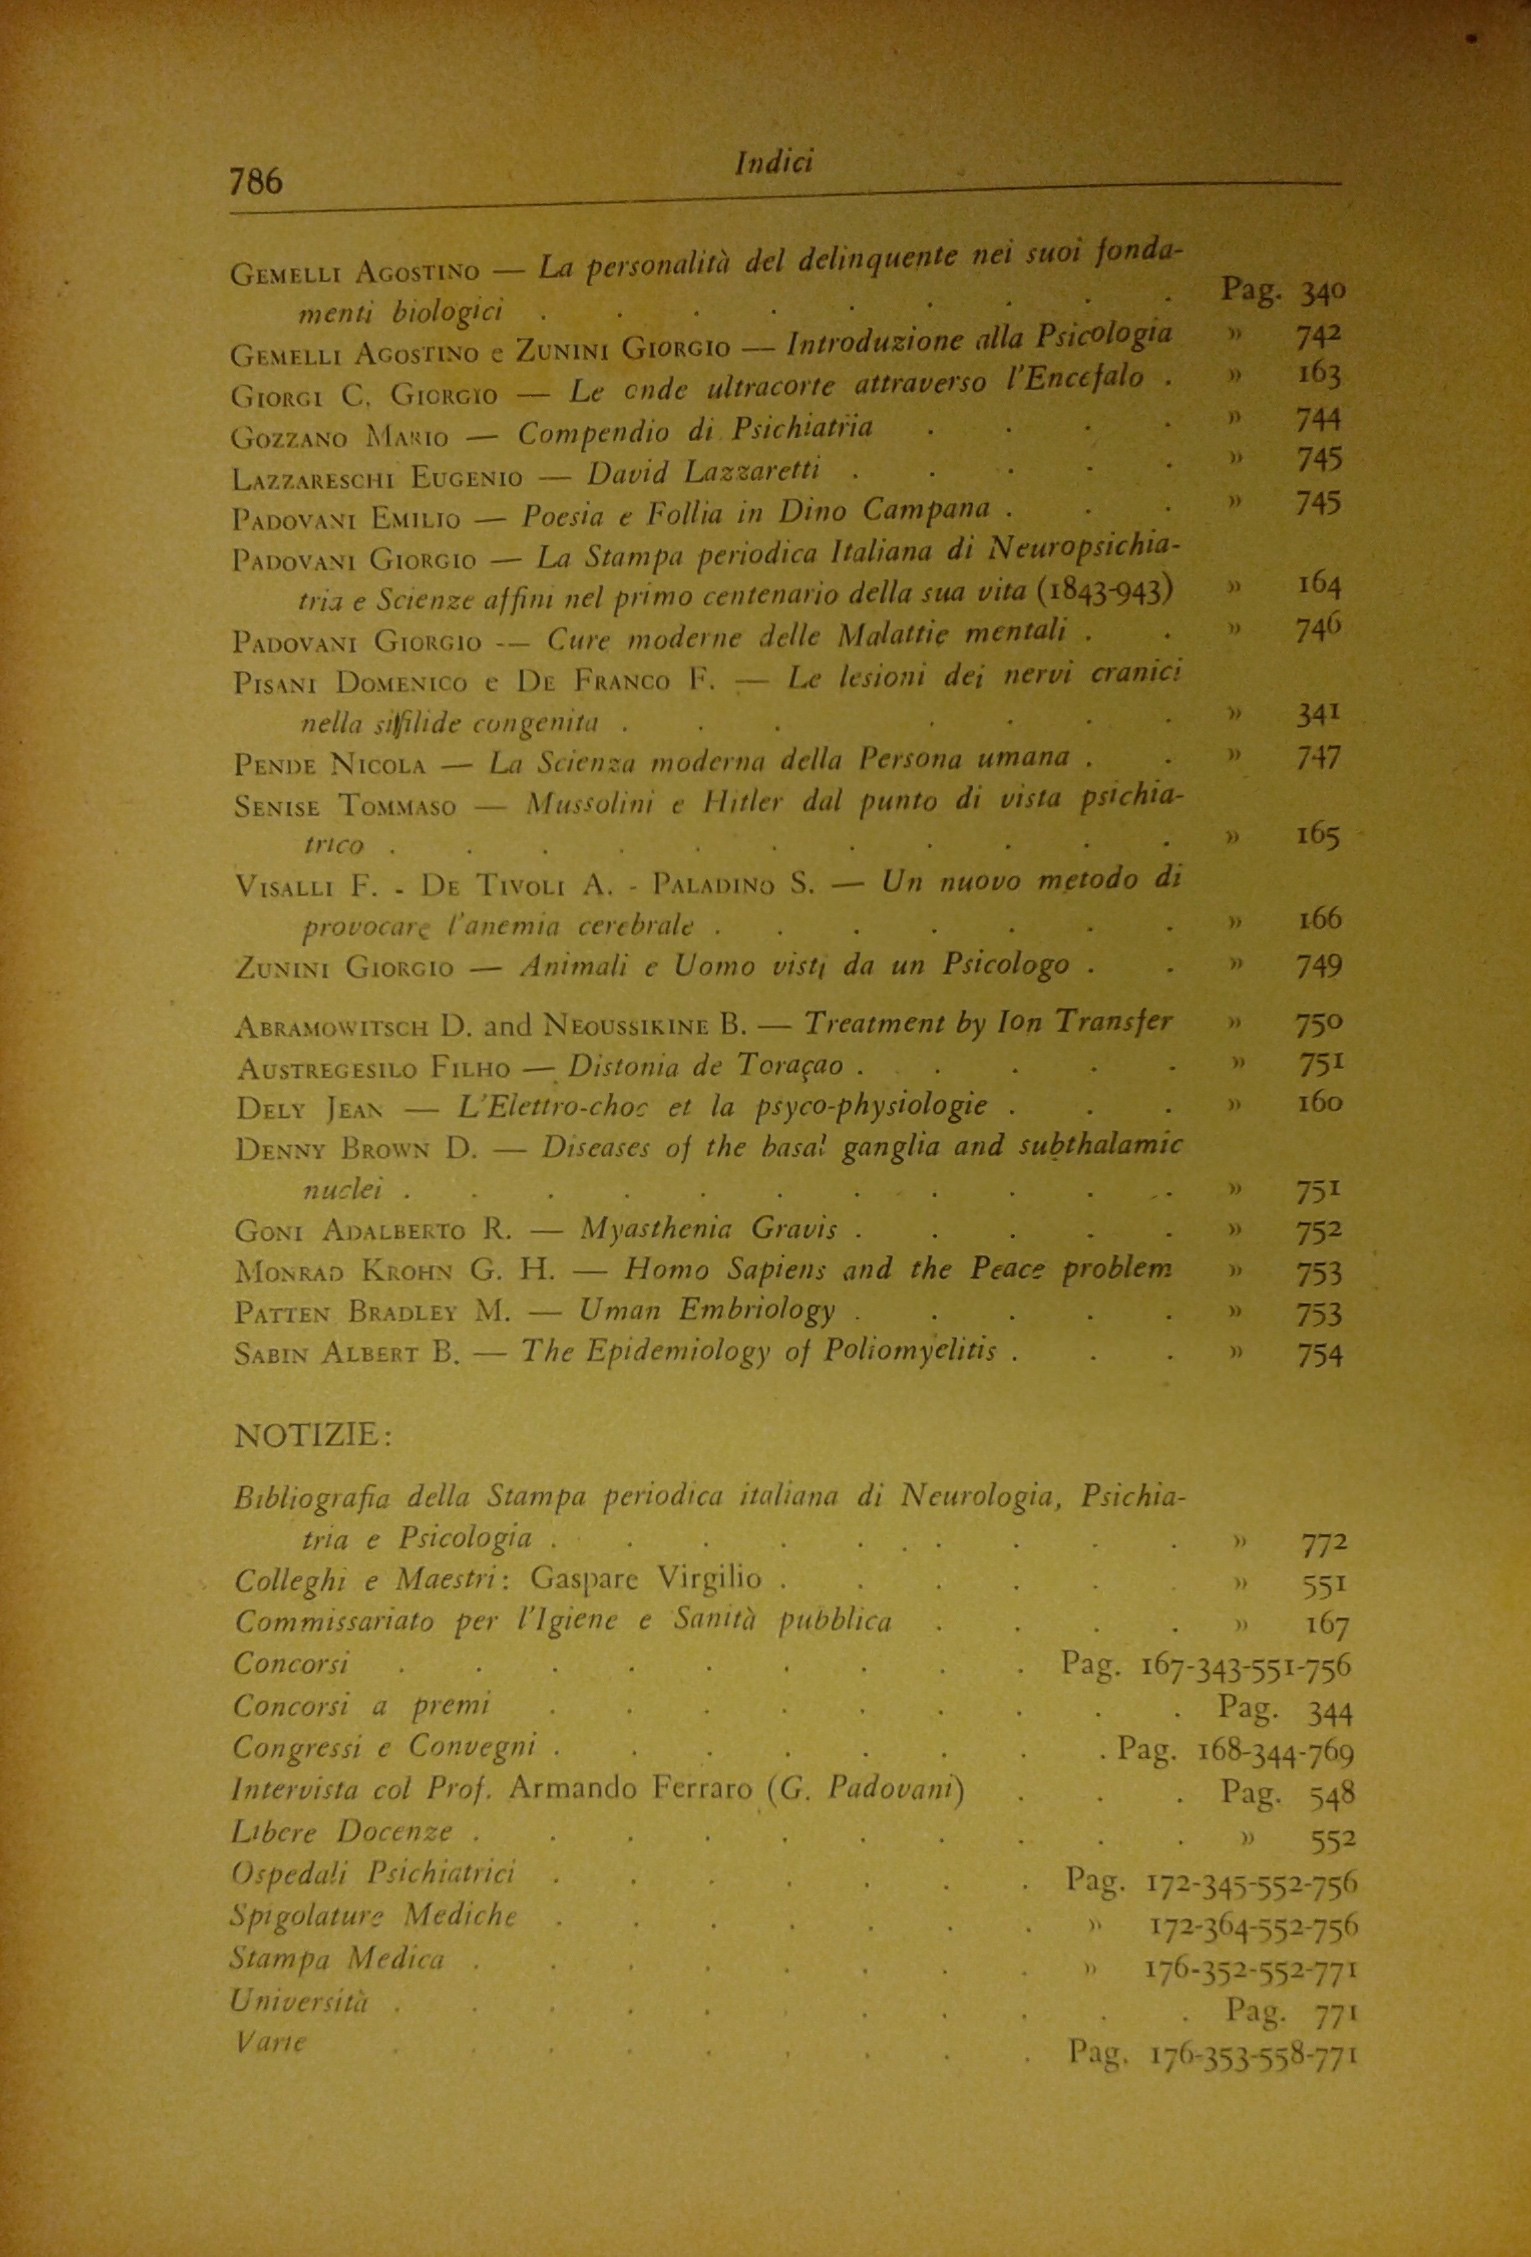 786
Indici
GEMELLI AGOSTINO — La personalità del delinquente nei suoi fonda-
menti biologici . . . . . . . . . Pag. 340
GEMELLI AGOSTINO e ZUNINI GIORGIO — Introduzione alla Psicologia » 742
GIORGI C. GIORGIO — Le onde ultracorte attraverso l'Encefalo . » 163
GOZZANO MARIO — Compendio di Psichiatria . . . . » 744
LAZZARESCHI EUGENIO — David Lazzaretti . . . . . » 745
PADOVANI EMILIO — Poesia e Follia in Dino Campana . . . » 745
PADOVANI GIORGIO — La Stampa periodica Italiana di Neuropsichia-
tria e Scienze affini nel primo centenario della sua vita (1843-943) » 164
PADOVANI GIORGIO — Cure moderne delle Malattie mentali . . » 746
PISANI DOMENICO e DE FRANCO F. — Le lesioni dei nervi cranici
nella sifilide congenita . . . . . . . . » 341
PENDE NICOLA — La Scienza moderna della Persona umana . . » 747
SENISE TOMMASO — Mussolini e Hitler dal punto di vista psichia-
trico . . . . . . . . . . . » 165
VISALLI F. - DE TIVOLI A. - PALADINO S. — Un nuovo metodo di
provocare l'anemia cerebrale . . . . . . . » 166
ZUNINI GIORGIO — Animali e Uomo visti da un Psicologo . . » 749
ABRAMOWITSCH D. and NEOUSSIKINE B. — Treatment by Ion Transfer » 750
AUSTREGESILO FILHO — Distonia de Toraçao . . . . . » 751
DELY JEAN — L'Elettro-choc et la psyco-physiologie . . . » 160
DENNY BROWN D. — Diseases of the basal ganglia and subthalamic
nuclei . . . . . . . . . . . » 751
GONI ADALBERTO R. — Myasthenia Gravis . . . . . » 752
MONRAD KROHN G. H. — Homo Sapiens and the Peace problem » 753
PATTEN BRADLEY M. — Uman Embriology . . . . . » 753
SABIN ALBERT B. — The Epidemiology of Poliomyelitis . . . » 754
NOTIZIE:
Bibliografia della Stampa periodica italiana di Neurologia, Psichia-
tria e Psicologia . . . . . . . . . » 772
Colleghi e Maestri: Gaspare Virgilio . . . . . » 551
Commissariato per l'Igiene e Sanità pubblica . . . . » 167
Concorsi . . . . . . . . . Pag. 167-343-551-756
Concorsi a premi . . . . . . . . . Pag. 344
Congressi e Convegni . . . . . . . . Pag. 168-344-769
Intervista col Prof. Armando Ferraro (G. Padovani) . . . Pag. 548
Libere Docenze . . . . . . . . . . » 552
Ospedali Psichiatrici . . . . . . . Pag. 172-345-552-756
Spigolature Mediche . . . . . . . » 172-364-552-756
Stampa Medica . . . . . . . . » 176-352-552-771
Università . . . . . . . . . . . Pag. 771
Varie . . . . . . . . . Pag. 176-353-558-771